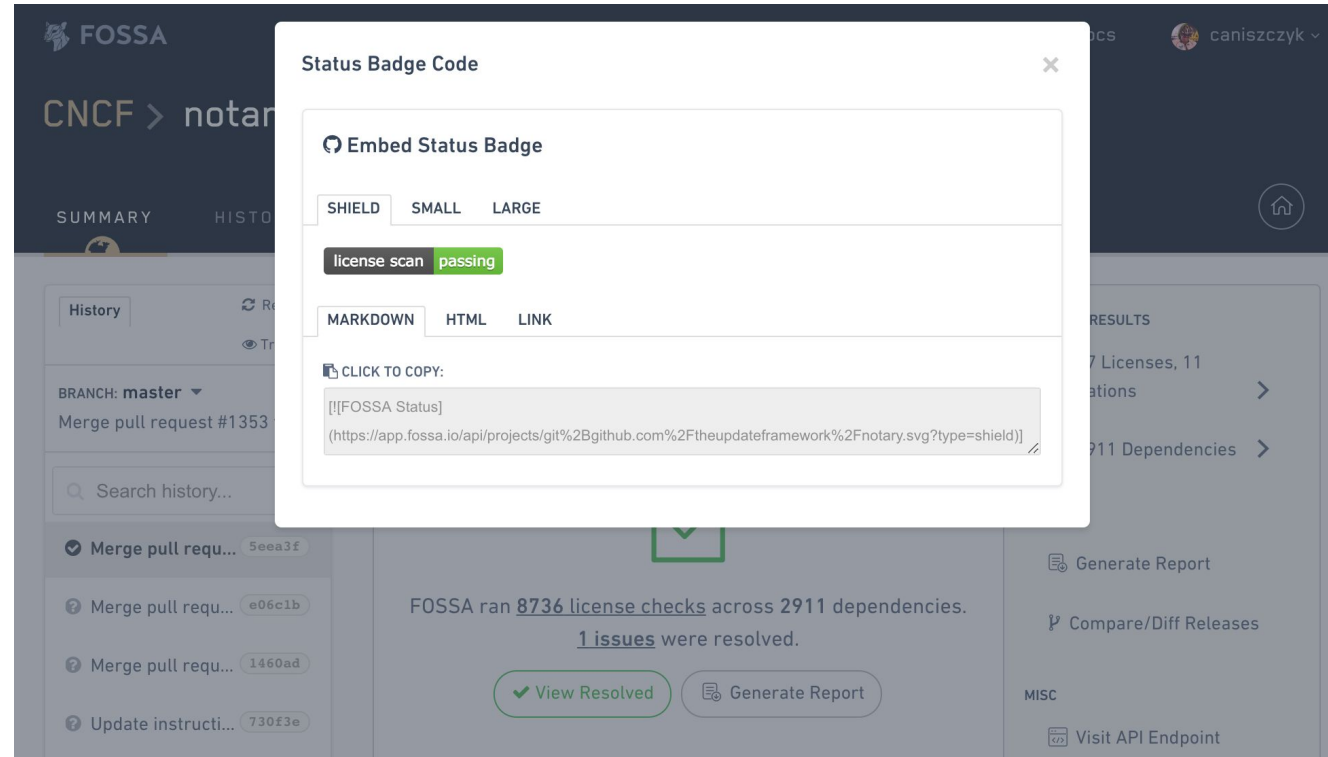 FOSSA
ocs
caniszczyk
CNCF > notar
SUMMARY
HISTO
Status Badge Code
Embed Status Badge
SHIELD SMALL LARGE
license scan passing
MARKDOWN HTML LINK
CLICK TO COPY:
[![FOSSA Status]
(https://app.fossa.io/api/projects/git%2Bgithub.com%2Ftheupdateframework%2Fnotary.svg?type=shield)]
History
Re
Tr
BRANCH: master
Merge pull request #1353
Search history...
Merge pull requ... 5eea3f
Merge pull requ... e06c1b
Merge pull requ... 1460ad
Update instructi... 730f3e
FOSSA ran 8736 license checks across 2911 dependencies.
1 issues were resolved.
View Resolved
Generate Report
RESULTS
7 Licenses, 11
ations
911 Dependencies
Generate Report
Compare/Diff Releases
MISC
Visit API Endpoint